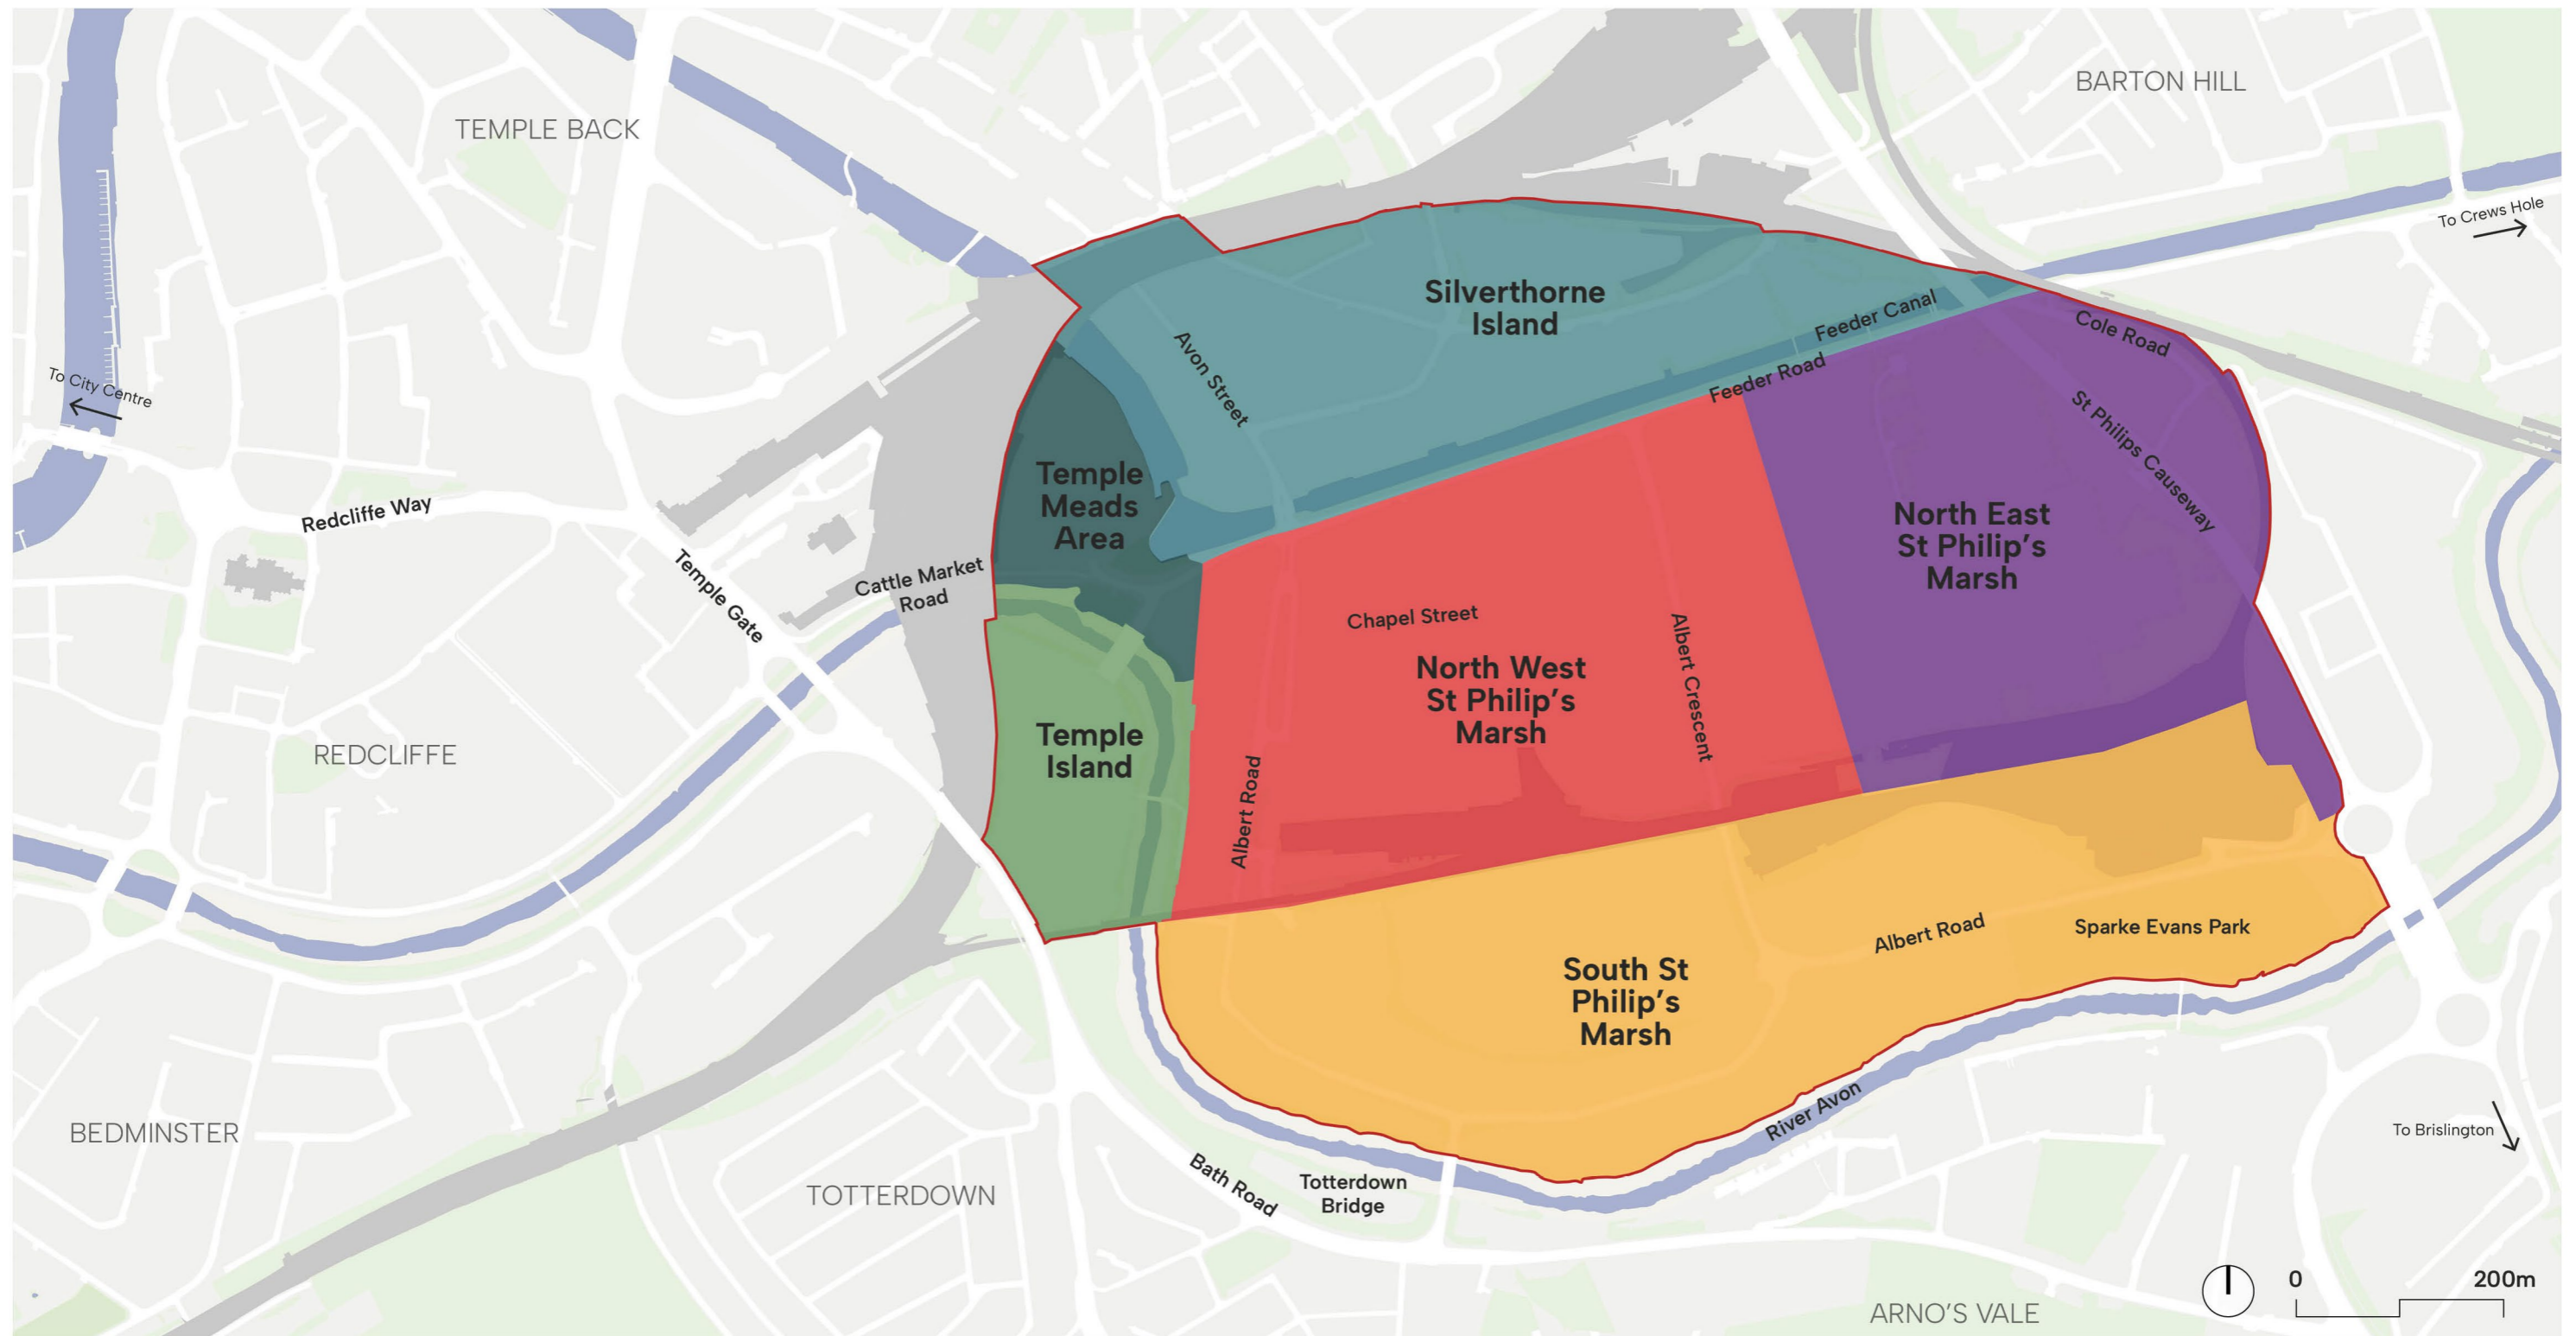 BARTON HILL
TEMPLE BACK
To Crews Hole
Silverthorne
Island
Feeder Canal
Cole Road
Avon Street
Feeder Road
To City Centre
St Philips Causeway
Temple
Meads
Area
Redcliffe Way
North East
St Philip’s
Marsh
Temple Gate
Cattle Market
Road
Chapel Street
Albert Crescent
North West
St Philip’s
Marsh
Temple
Island
REDCLIFFE
Albert Road
Albert Road
Sparke Evans Park
South St
Philip’s
Marsh
River Avon
BEDMINSTER
To Brislington
TOTTERDOWN
Bath Road
Totterdown
Bridge
0
200m
ARNO’S VALE